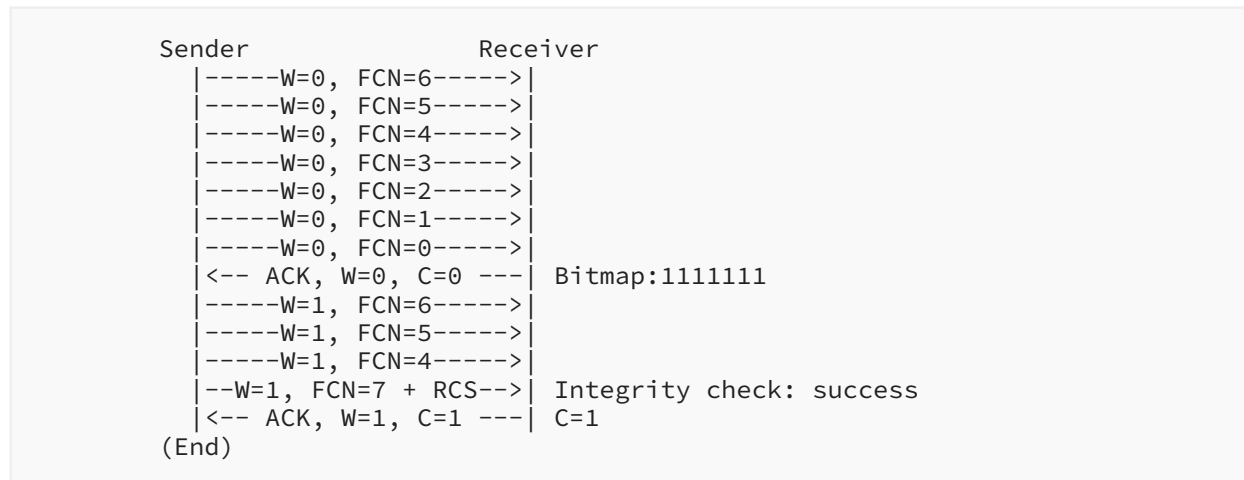 Sender                   Receiver
  |-----W=0, FCN=6----->|
  |-----W=0, FCN=5----->|
  |-----W=0, FCN=4----->|
  |-----W=0, FCN=3----->|
  |-----W=0, FCN=2----->|
  |-----W=0, FCN=1----->|
  |-----W=0, FCN=0----->|
  |<-- ACK, W=0, C=0 ---| Bitmap:1111111
  |-----W=1, FCN=6----->|
  |-----W=1, FCN=5----->|
  |-----W=1, FCN=4----->|
  |--W=1, FCN=7 + RCS-->| Integrity check: success
  |<-- ACK, W=1, C=1 ---| C=1
(End)